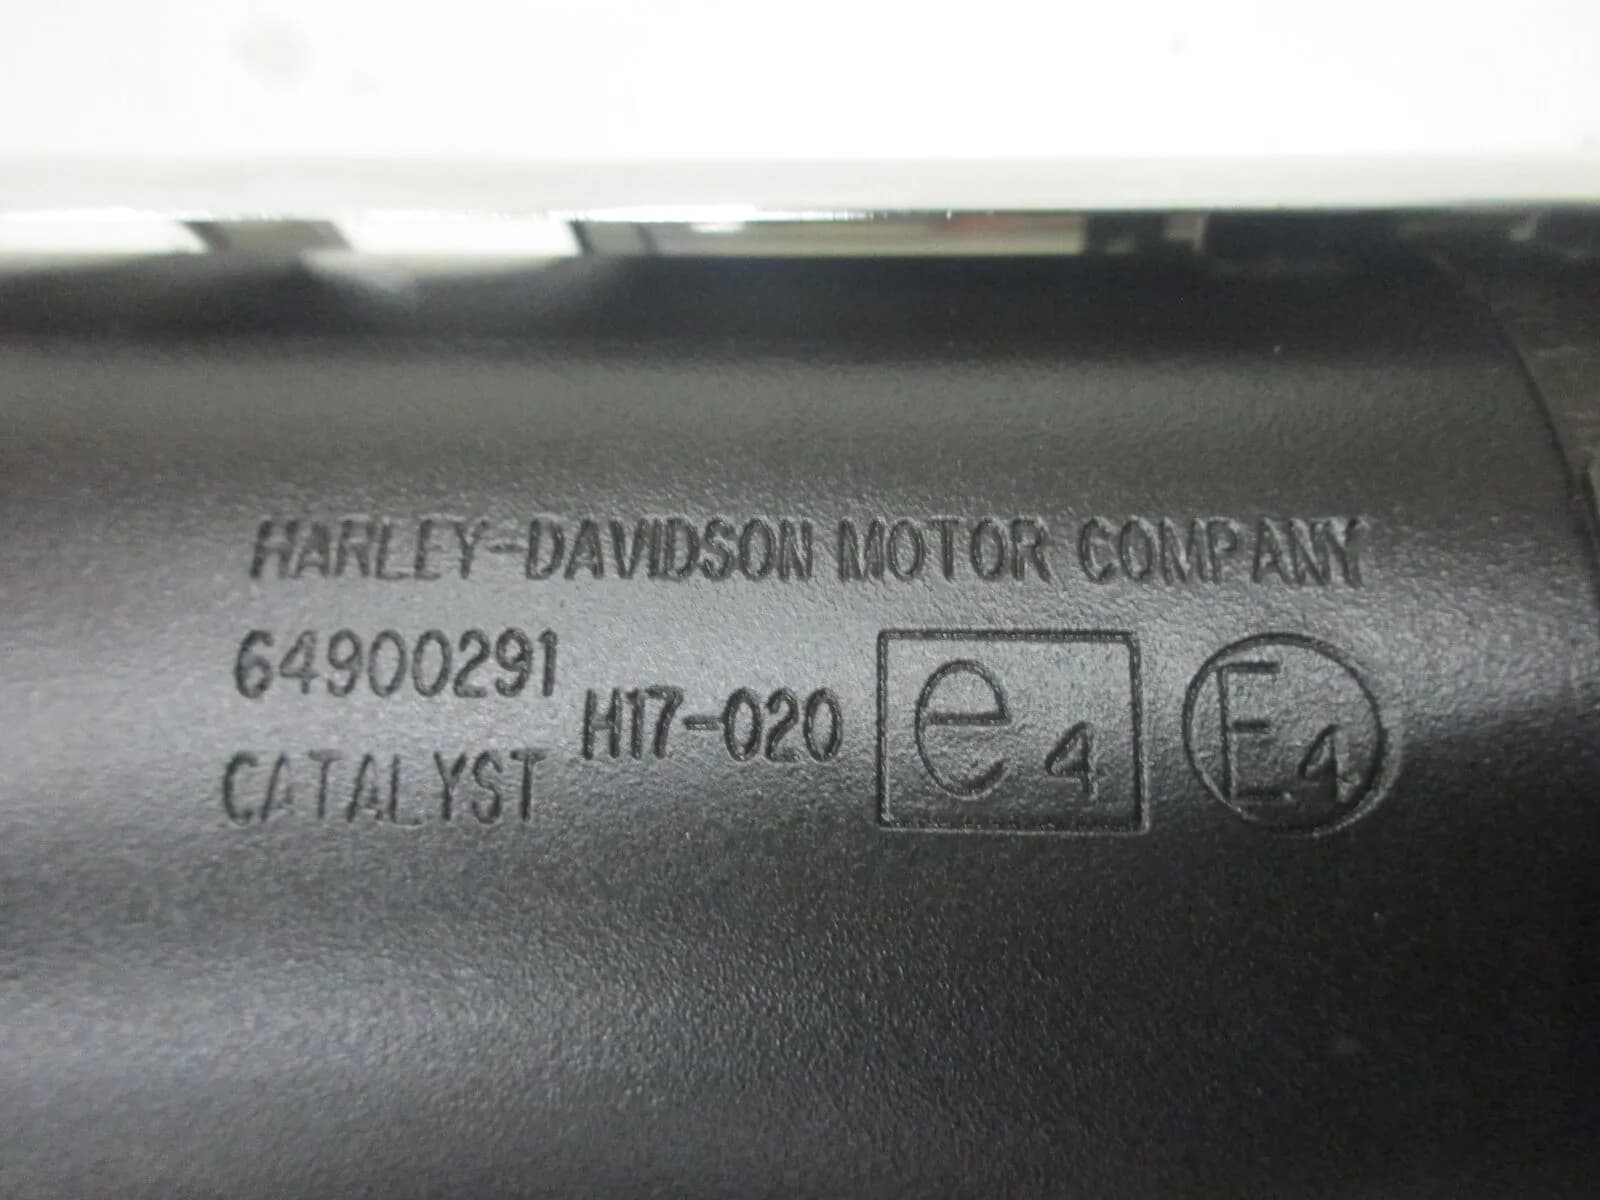 HARLEY-DAVIDSON MOTOR COMPANY
64900291
H17-020
CATALYST
e4
E4